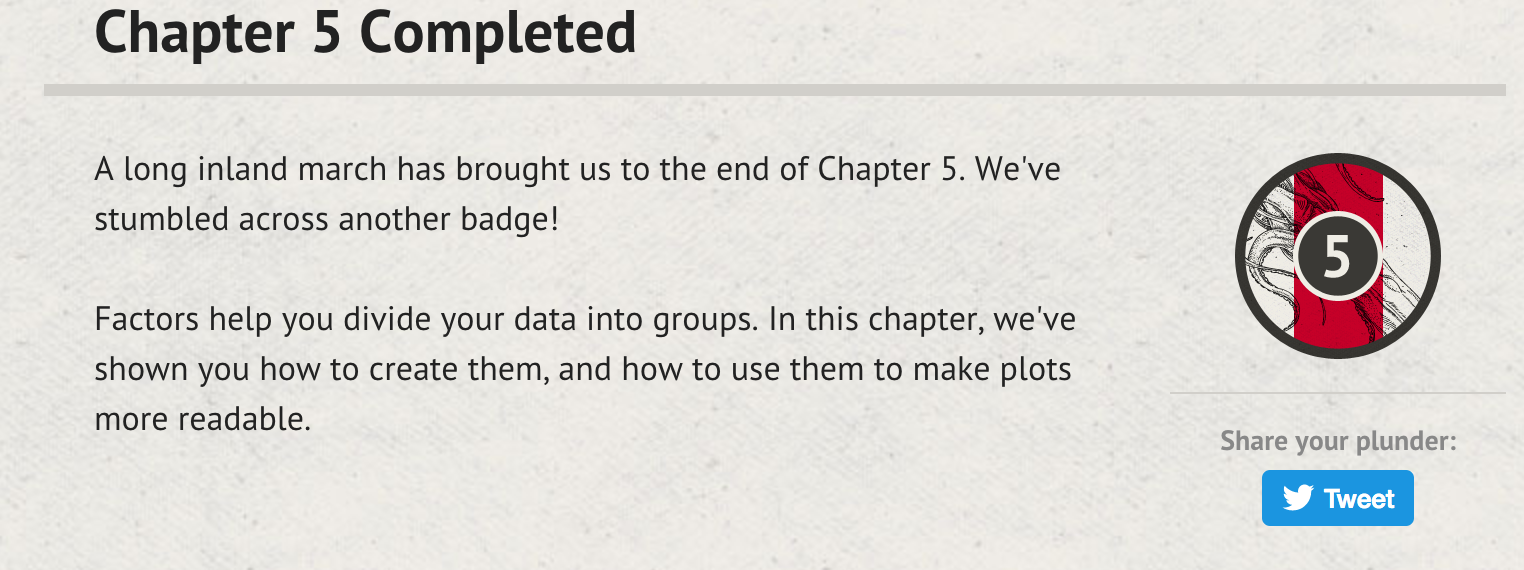 Chapter 5 Completed
A long inland march has brought us to the end of Chapter 5. We've
stumbled across another badge!
Factors help you divide your data into groups. In this chapter, we've
shown you how to create them, and how to use them to make plots
more readable.
5
Share your plunder:
Tweet